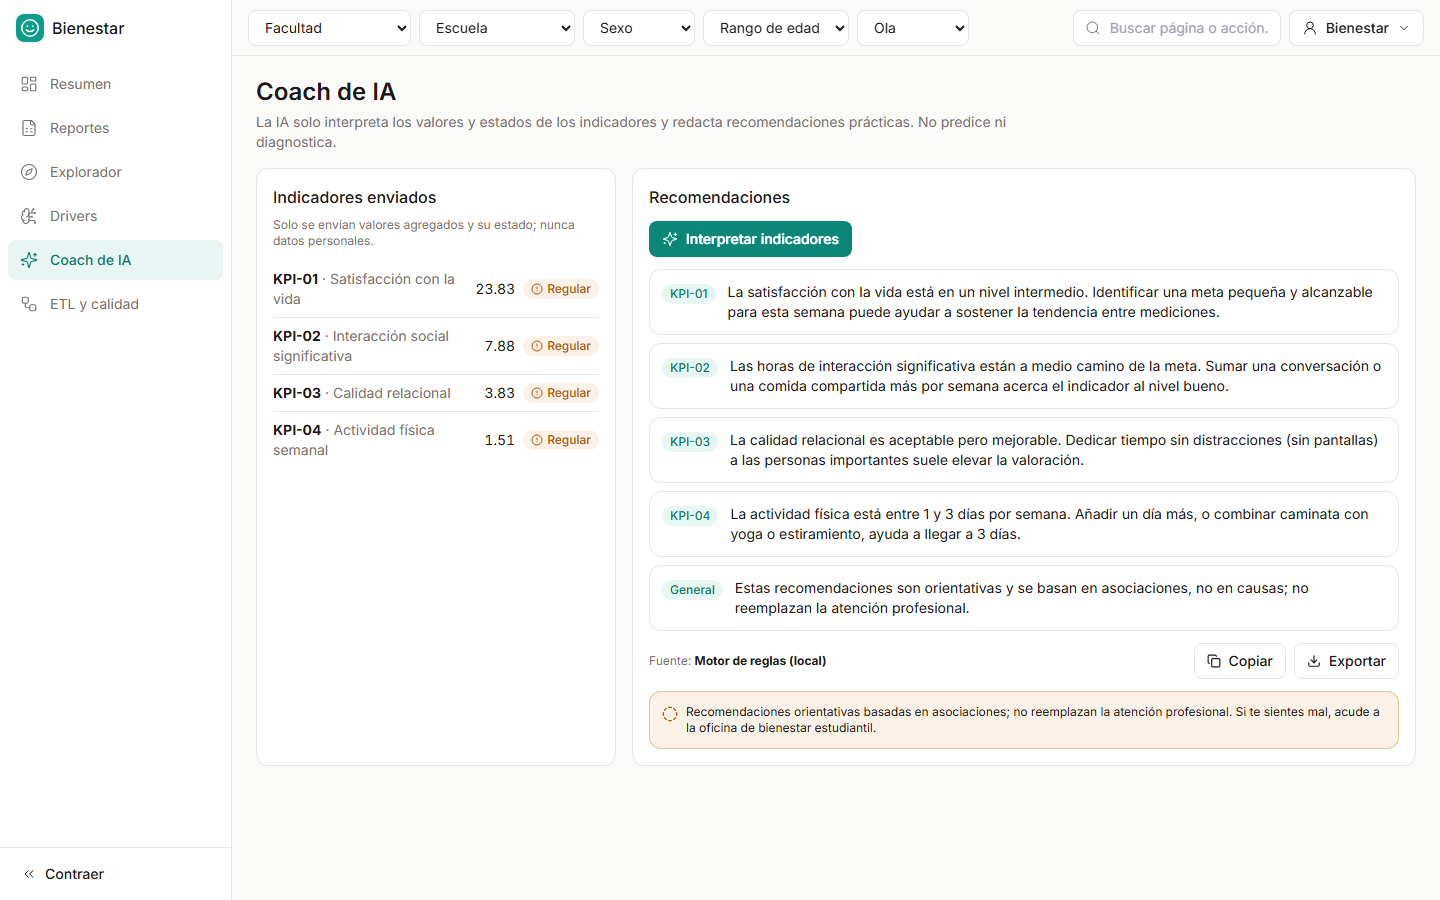 Bienestar
Resumen
Reportes
Explorador
Drivers
Coach de IA
ETL y calidad
Contraer
Facultad
Escuela
Sexo
Rango de edad
Ola
Buscar página o acción.
Bienestar
Coach de IA
La IA solo interpreta los valores y estados de los indicadores y redacta recomendaciones prácticas. No predice ni
diagnostica.
Indicadores enviados
Solo se envían valores agregados y su estado; nunca
datos personales.
KPI-01 · Satisfacción con la
vida
23.83
Regular
KPI-02 · Interacción social
significativa
7.88
Regular
KPI-03 · Calidad relacional
3.83
Regular
KPI-04 · Actividad física
semanal
1.51
Regular
Recomendaciones
Interpretar indicadores
KPI-01
La satisfacción con la vida está en un nivel intermedio. Identificar una meta pequeña y alcanzable
para esta semana puede ayudar a sostener la tendencia entre mediciones.
KPI-02
Las horas de interacción significativa están a medio camino de la meta. Sumar una conversación o
una comida compartida más por semana acerca el indicador al nivel bueno.
KPI-03
La calidad relacional es aceptable pero mejorable. Dedicar tiempo sin distracciones (sin pantallas)
a las personas importantes suele elevar la valoración.
KPI-04
La actividad física está entre 1 y 3 días por semana. Añadir un día más, o combinar caminata con
yoga o estiramiento, ayuda a llegar a 3 días.
General
Estas recomendaciones son orientativas y se basan en asociaciones, no en causas; no
reemplazan la atención profesional.
Fuente: Motor de reglas (local)
Copiar
Exportar
Recomendaciones orientativas basadas en asociaciones; no reemplazan la atención profesional. Si te sientes mal, acude a
la oficina de bienestar estudiantil.